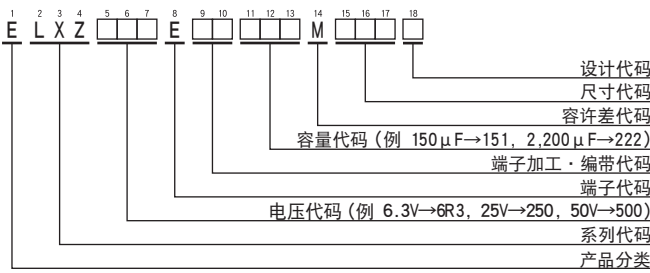 1 2 3 4 5 6 7 8 9 10 11 12 13 14 15 16 17 18
E L X Z □□□ E □□ □□□ M □□□ □
设计代码
尺寸代码
容许差代码
容量代码 (例 150μF→151, 2,200μF→222)
端子加工・编带代码
端子代码
电压代码 (例 6.3V→6R3, 25V→250, 50V→500)
系列代码
产品分类